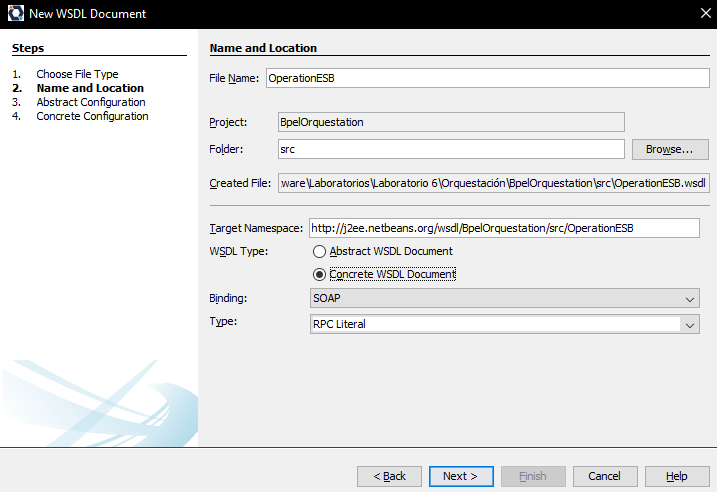 New WSDL Document
Steps
1. Choose File Type
2. Name and Location
3. Abstract Configuration
4. Concrete Configuration
Name and Location
File Name: OperationESB
Project: BpelOrquestation
Folder: src Browse...
Created File: ware\Laboratorios\Laboratorio 6\Orquestación\BpelOrquestation\src\OperationESB.wsdl
Target Namespace: http://j2ee.netbeans.org/wsdl/BpelOrquestation/src/OperationESB
WSDL Type: Abstract WSDL Document
Concrete WSDL Document
Binding: SOAP
Type: RPC Literal
< Back Next > Finish Cancel Help